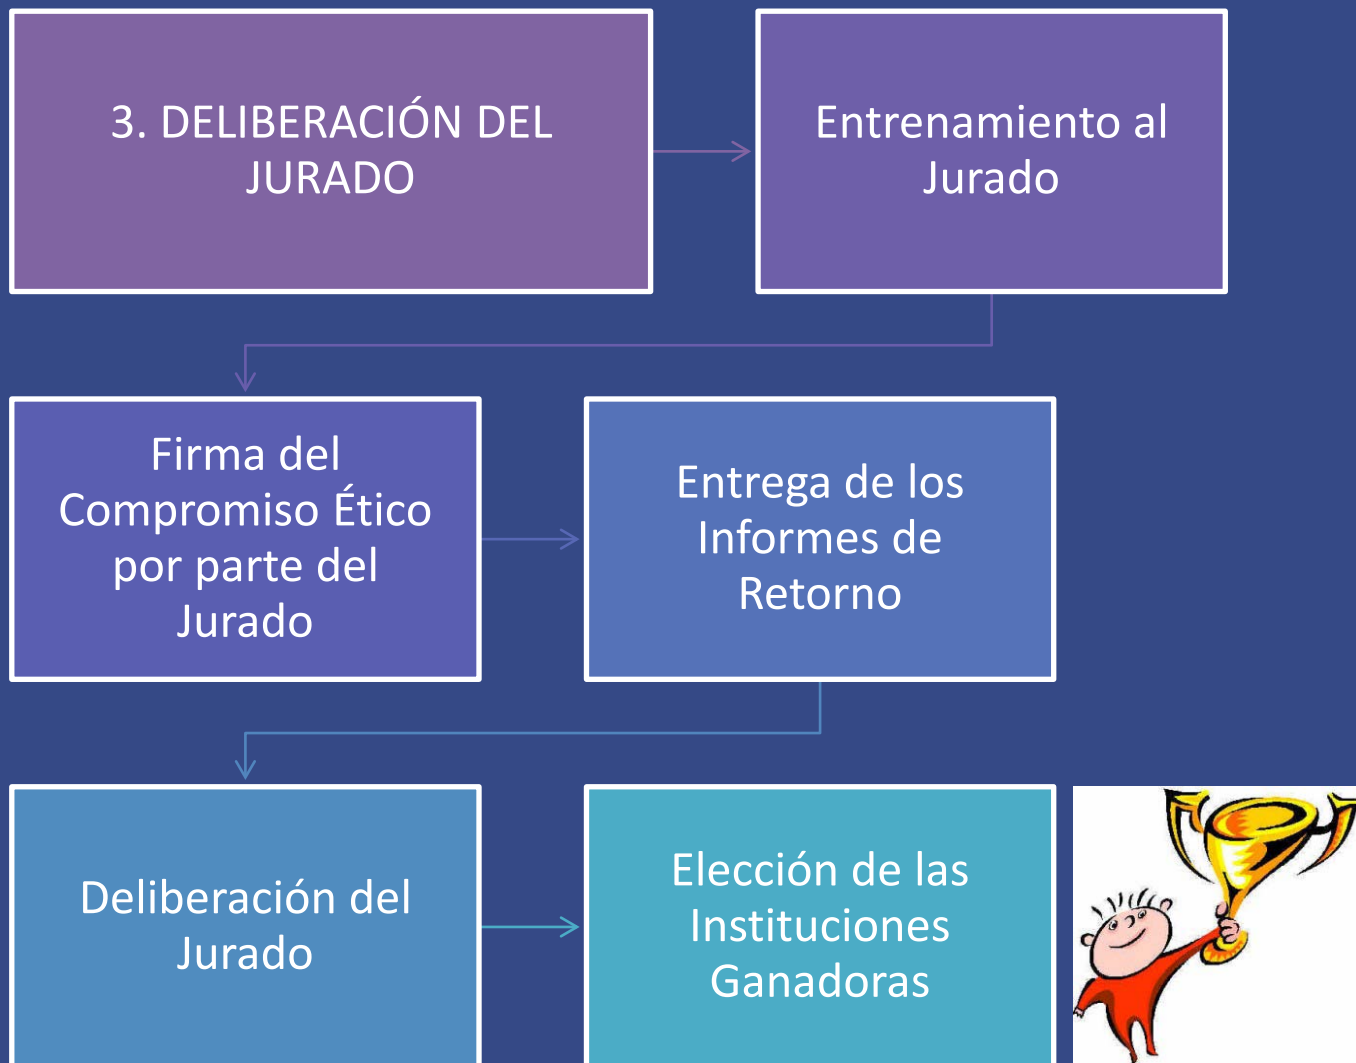 3. DELIBERACIÓN DEL
JURADO
Entrenamiento al
Jurado
Firma del
Compromiso Ético
por parte del
Jurado
Entrega de los
Informes de
Retorno
Deliberación del
Jurado
Elección de las
Instituciones
Ganadoras